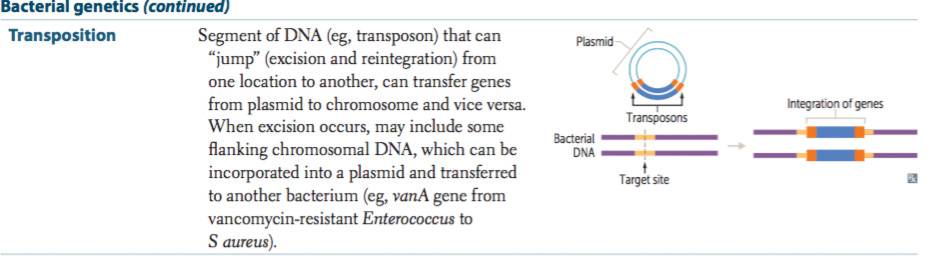 Bacterial genetics (continued)
Transposition
Segment of DNA (eg, transposon) that can
“jump” (excision and reintegration) from
one location to another, can transfer genes
from plasmid to chromosome and vice versa.
When excision occurs, may include some
flanking chromosomal DNA, which can be
incorporated into a plasmid and transferred
to another bacterium (eg, vanA gene from
vancomycin-resistant Enterococcus to
S aureus).
Plasmid
Transposons
Bacterial
DNA
Target site
Integration of genes